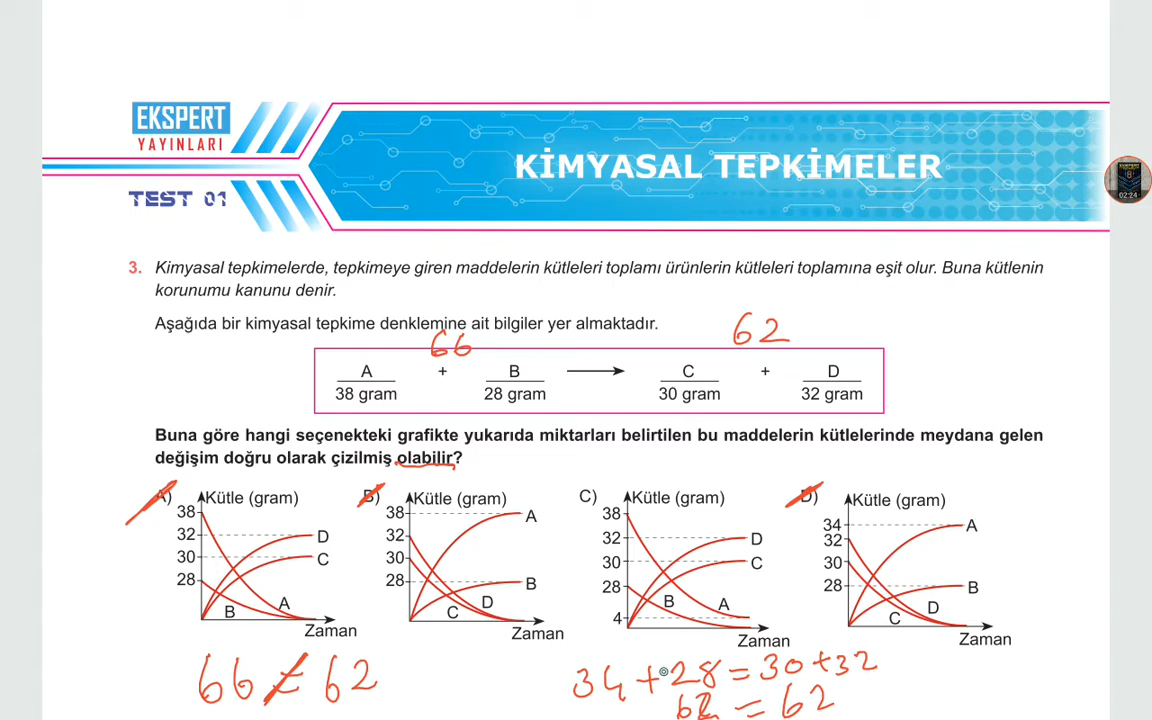 EKSPERT
YAYINLARI
TEST 01
KİMYASAL TEPKİMELER
EKSPERT
02:24
3. Kimyasal tepkimelerde, tepkimeye giren maddelerin kütleleri toplamı ürünlerin kütleleri toplamına eşit olur. Buna kütlenin
korunumu kanunu denir.
Aşağıda bir kimyasal tepkime denklemine ait bilgiler yer almaktadır.
66 62
A + B → C + D
38 gram 28 gram 30 gram 32 gram
Buna göre hangi seçenekteki grafikte yukarıda miktarları belirtilen bu maddelerin kütlelerinde meydana gelen
değişim doğru olarak çizilmiş olabilir?
A) Kütle (gram)
38
32
30
28
D
C
B
A
Zaman
B) Kütle (gram)
38
32
30
28
A
B
D
C
Zaman
C) Kütle (gram)
38
32
30
28
4
D
C
B
A
Zaman
D) Kütle (gram)
34
32
30
28
A
B
D
C
Zaman
66 ≠ 62
34 + 28 = 30 + 32
62 = 62